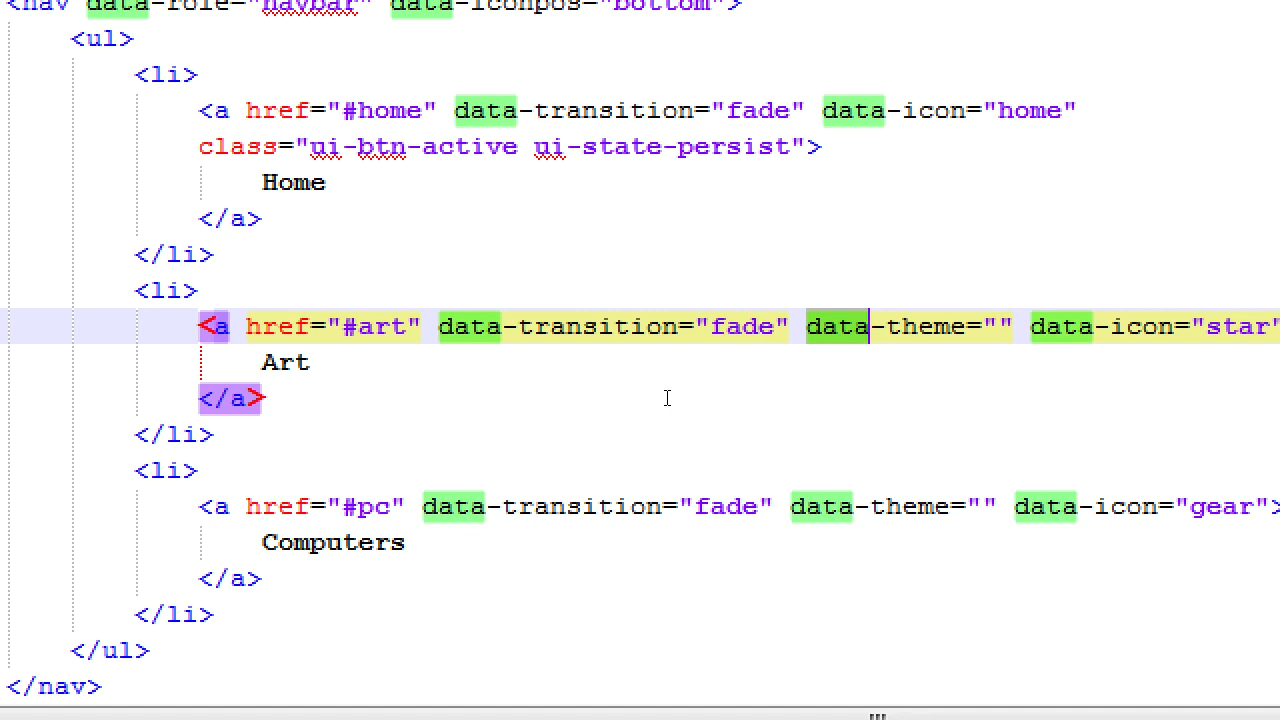 <nav data-role="navbar" data-iconpos="bottom">
<ul>
<li>
<a href="#home" data-transition="fade" data-icon="home"
class="ui-btn-active ui-state-persist">
Home
</a>
</li>
<li>
<a href="#art" data-transition="fade" data-theme="" data-icon="star"
Art
</a>
</li>
<li>
<a href="#pc" data-transition="fade" data-theme="" data-icon="gear">
Computers
</a>
</li>
</ul>
</nav>